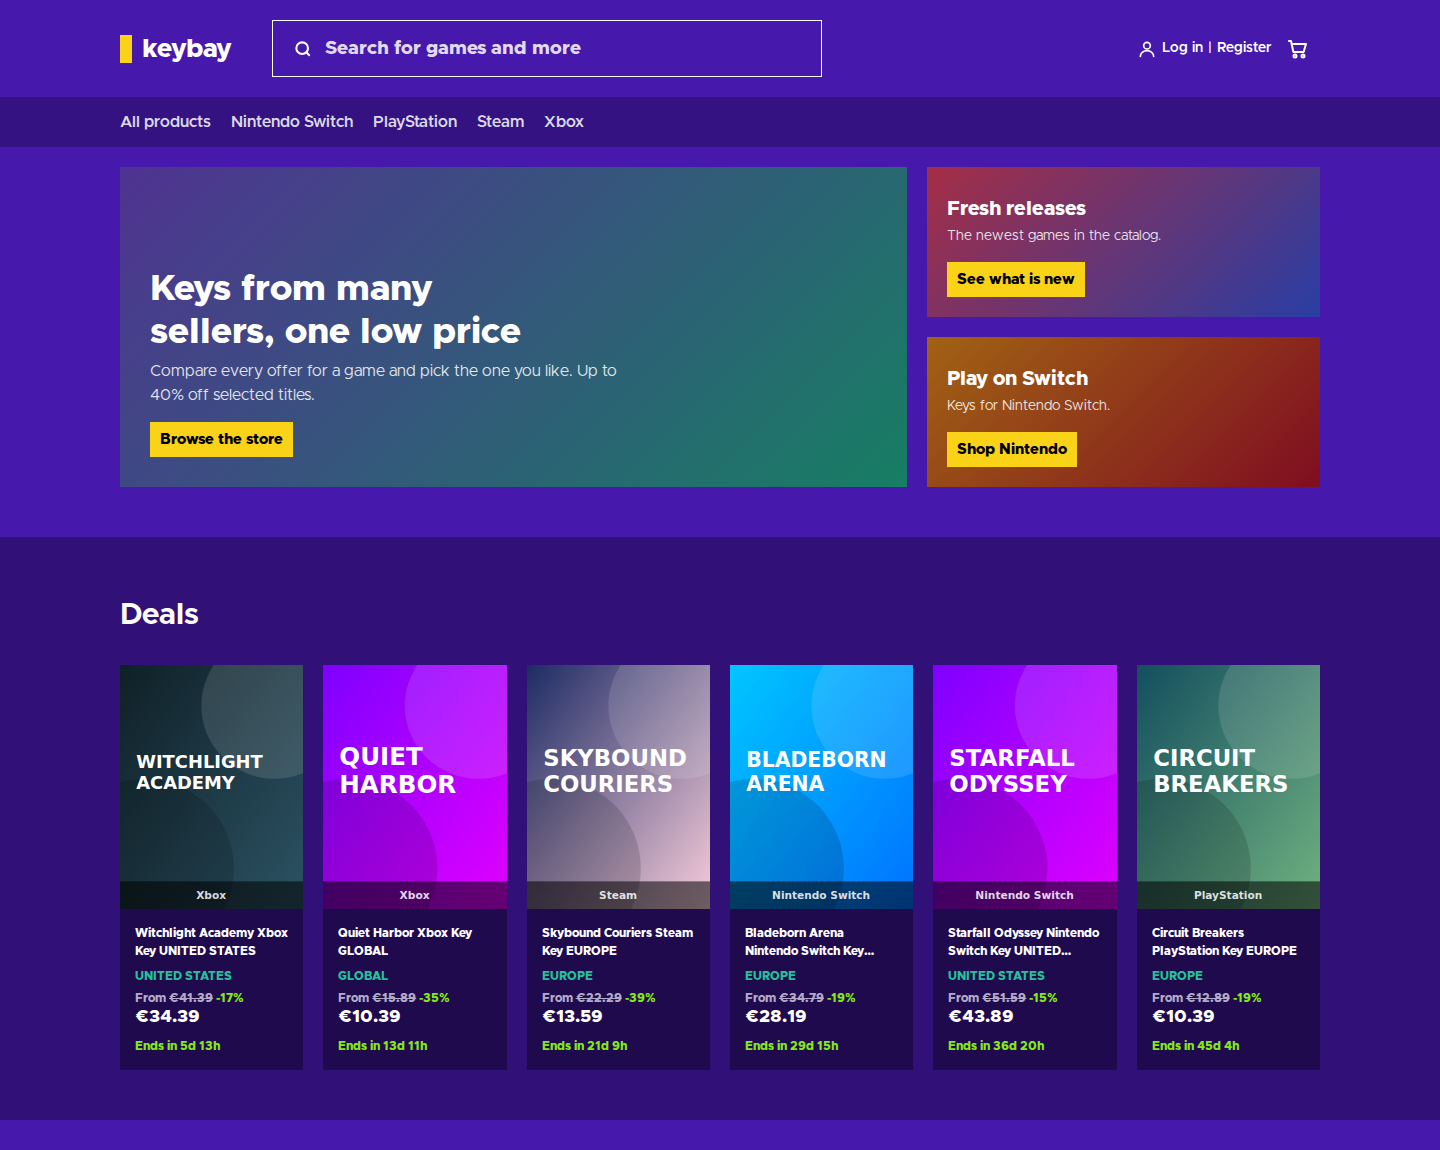 keybay
Search for games and more
Log in | Register
All products
Nintendo Switch
PlayStation
Steam
Xbox
Keys from many
sellers, one low price
Compare every offer for a game and pick the one you like. Up to
40% off selected titles.
Browse the store
Fresh releases
The newest games in the catalog.
See what is new
Play on Switch
Keys for Nintendo Switch.
Shop Nintendo
Deals
WITCHLIGHT
ACADEMY
Xbox
Witchlight Academy Xbox
Key UNITED STATES
UNITED STATES
From €41.39 -17%
€34.39
Ends in 5d 13h
QUIET
HARBOR
Xbox
Quiet Harbor Xbox Key
GLOBAL
GLOBAL
From €15.89 -35%
€10.39
Ends in 13d 11h
SKYBOUND
COURIERS
Steam
Skybound Couriers Steam
Key EUROPE
EUROPE
From €22.29 -39%
€13.59
Ends in 21d 9h
BLADEBORN
ARENA
Nintendo Switch
Bladeborn Arena
Nintendo Switch Key...
EUROPE
From €34.79 -19%
€28.19
Ends in 29d 15h
STARFALL
ODYSSEY
Nintendo Switch
Starfall Odyssey Nintendo
Switch Key UNITED...
UNITED STATES
From €51.59 -15%
€43.89
Ends in 36d 20h
CIRCUIT
BREAKERS
PlayStation
Circuit Breakers
PlayStation Key EUROPE
EUROPE
From €12.89 -19%
€10.39
Ends in 45d 4h